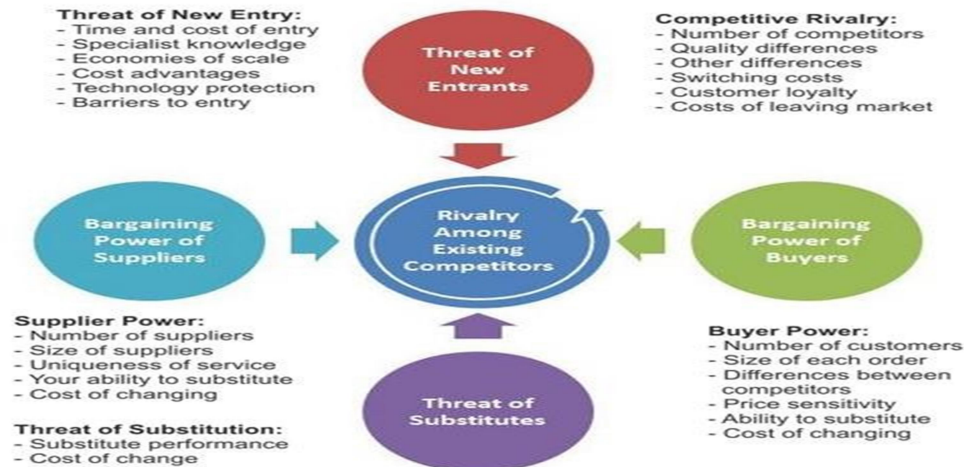 Threat of New Entry:
- Time and cost of entry
- Specialist knowledge
- Economies of scale
- Cost advantages
- Technology protection
- Barriers to entry
Threat of
New
Entrants
Competitive Rivalry:
- Number of competitors
- Quality differences
- Other differences
- Switching costs
- Customer loyalty
- Costs of leaving market
Bargaining
Power of
Suppliers
Rivalry
Among
Existing
Competitors
Bargaining
Power of
Buyers
Supplier Power:
- Number of suppliers
- Size of suppliers
- Uniqueness of service
- Your ability to substitute
- Cost of changing
Threat of Substitution:
- Substitute performance
- Cost of change
Threat of
Substitutes
Buyer Power:
- Number of customers
- Size of each order
- Differences between
competitors
- Price sensitivity
- Ability to substitute
- Cost of changing